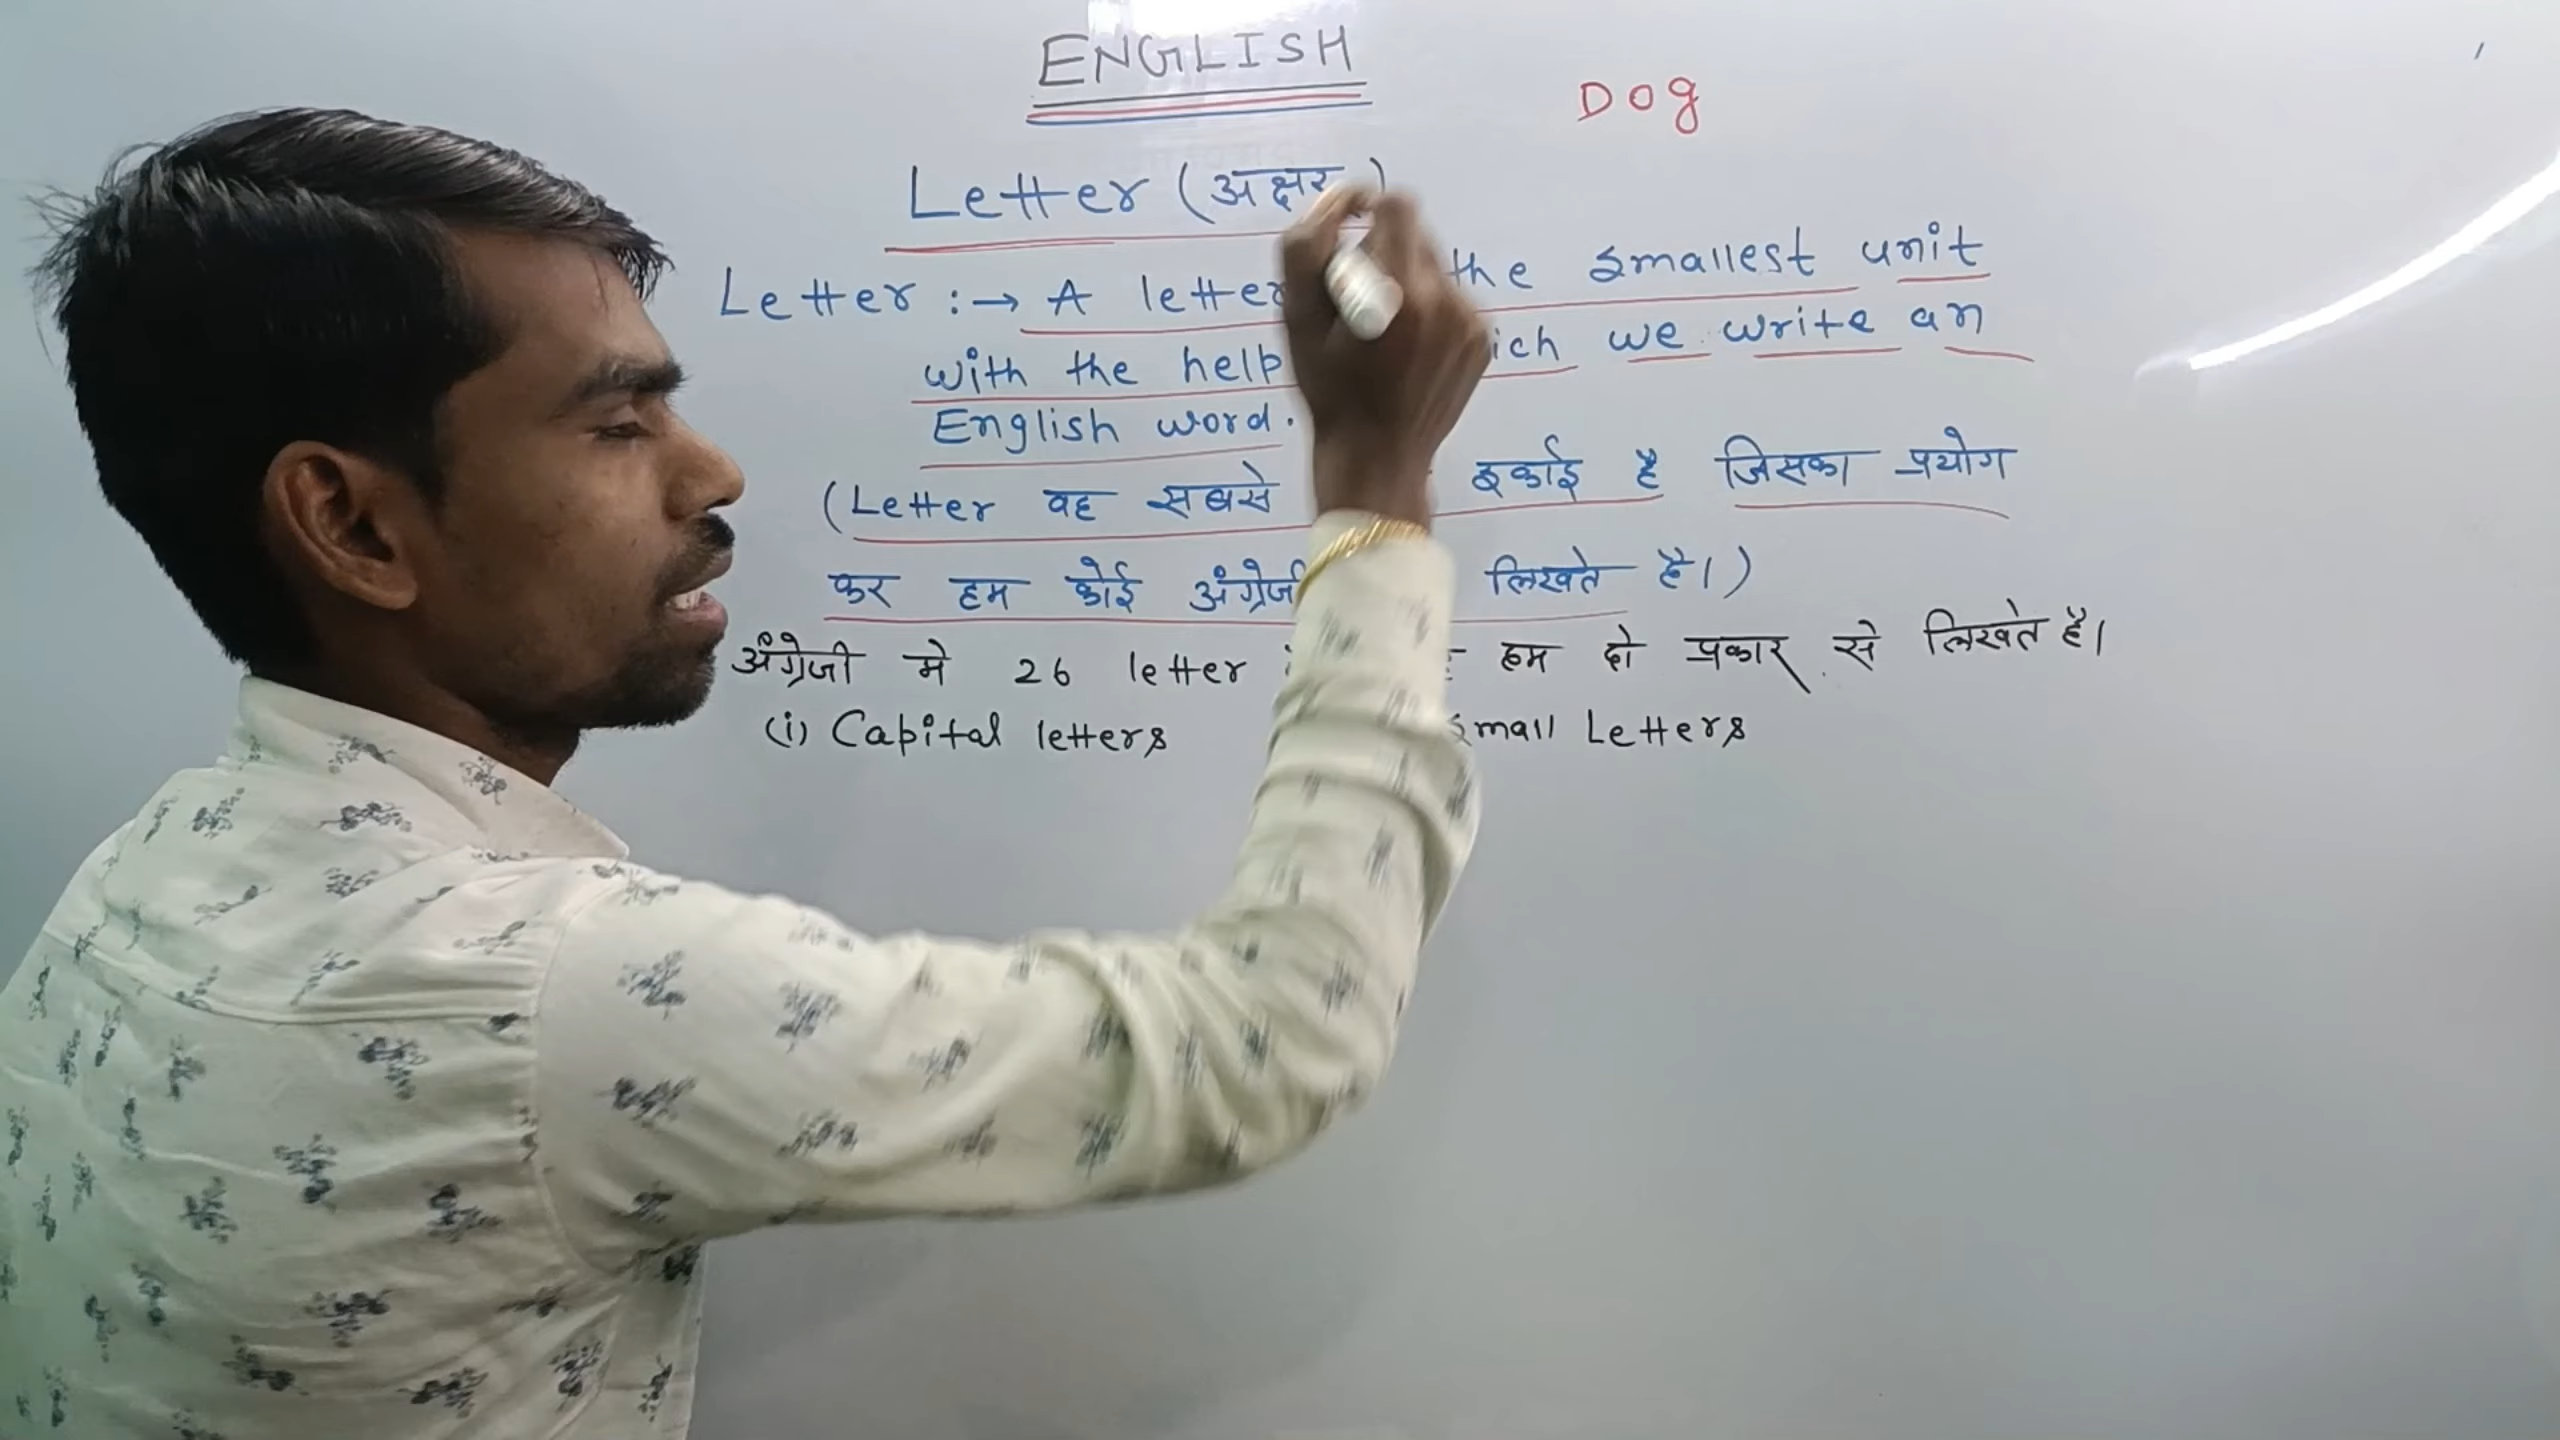 ENGLISH
Dog
Letter (अक्षर)
Letter :→ A letter the smallest unit
with the help we write an
English word.
(Letter वह सबसे इकाई है जिसका प्रयोग
कर हम कोई अंग्रेजी लिखते है।)
अँग्रेजी मे 26 letter हम दो प्रकार से लिखते है।
(i) Capital letters Small Letters